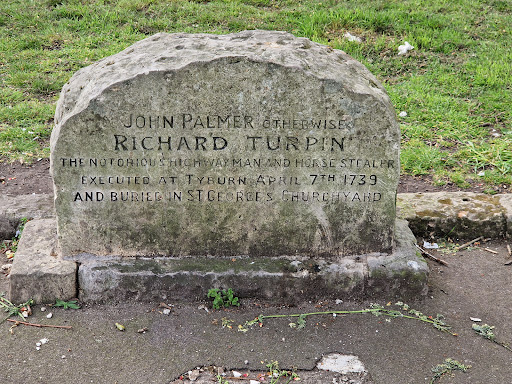 JOHN PALMER OTHERWISE
RICHARD TURPIN
THE NOTORIOUS HIGHWAYMAN AND HORSE STEALER
EXECUTED AT TYBURN APRIL 7TH 1739
AND BURIED IN ST GEORGE'S CHURCHYARD